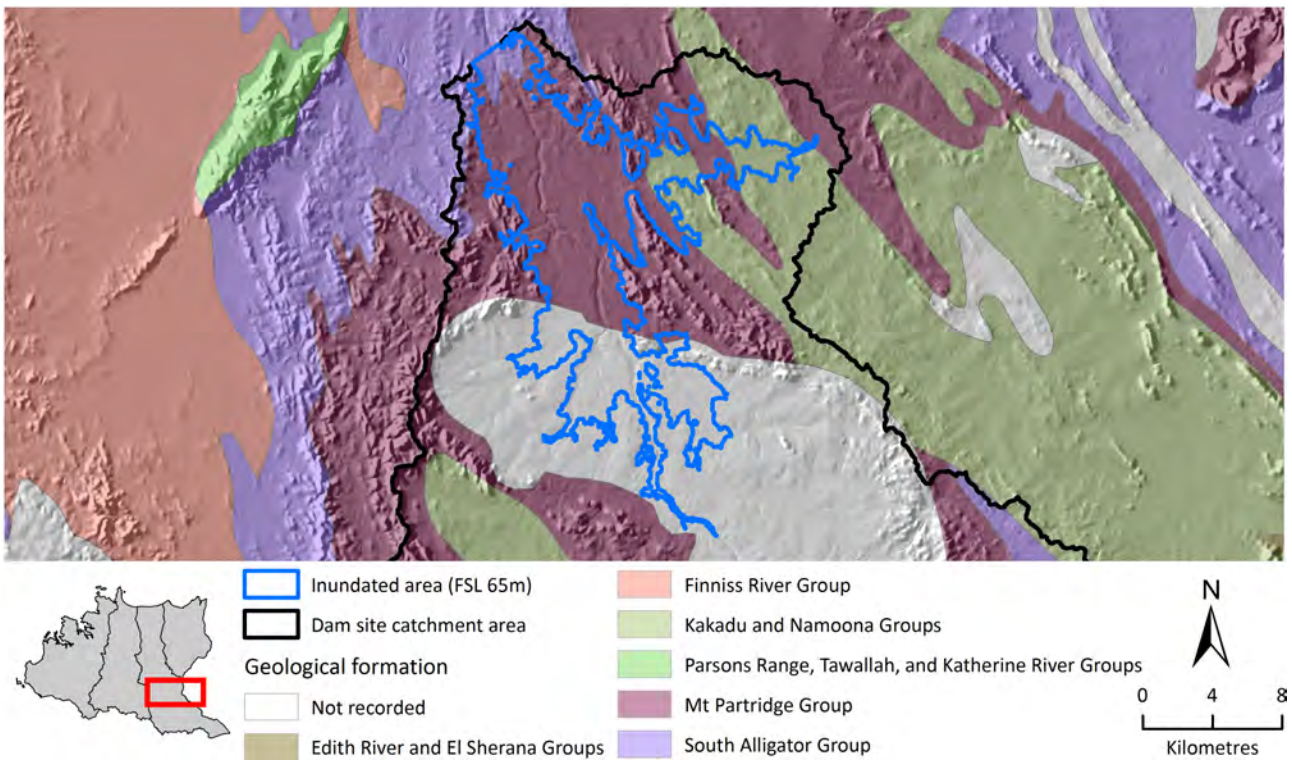 Inundated area (FSL 65m)
Dam site catchment area
Geological formation
Not recorded
Edith River and El Sherana Groups
Finniss River Group
Kakadu and Namoona Groups
Parsons Range, Tawallah, and Katherine River Groups
Mt Partridge Group
South Alligator Group
N
0 4 8
Kilometres